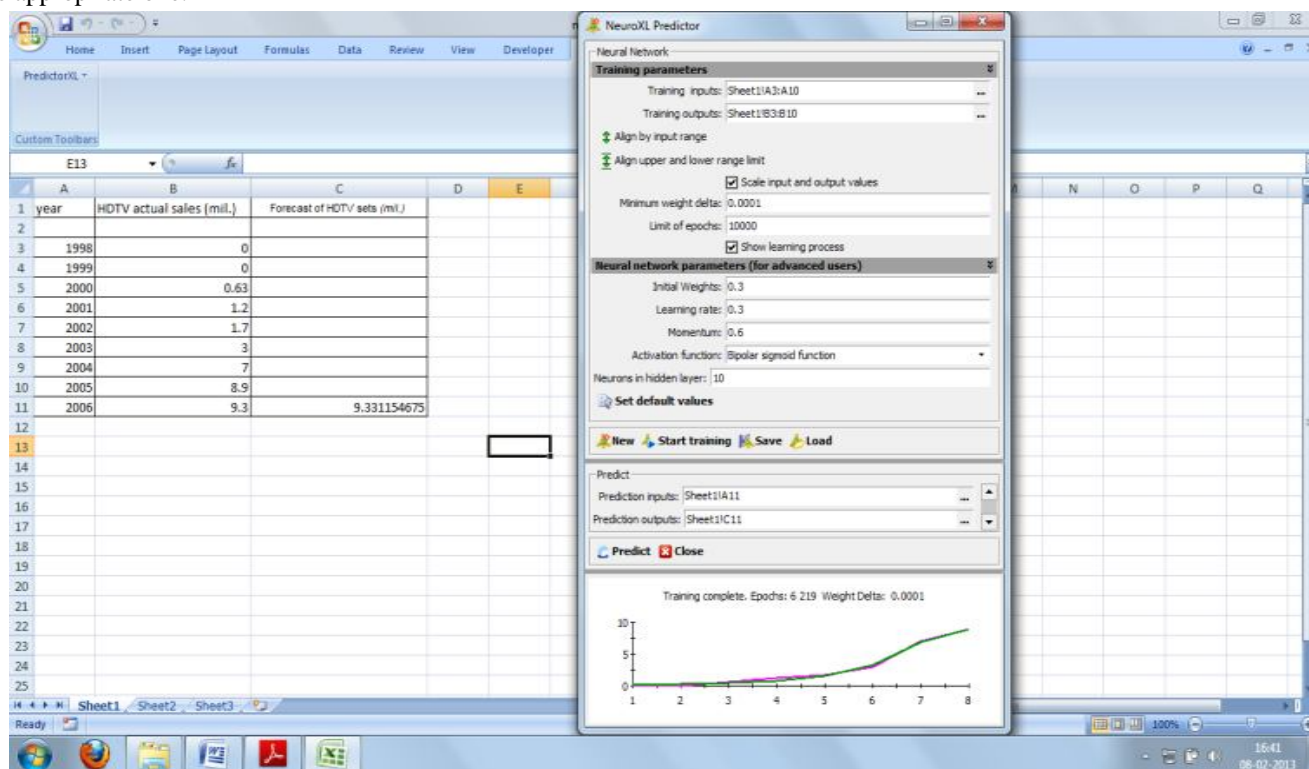 NeuroXL Predictor
Home Insert Page Layout Formulas Data Review View Developer
PredictorXL
Custom Toolbars
E13 fx
A B C D E N O P Q
1 year HDTV actual sales (mil.) Forecast of HDTV sets (mil.)
2
3 1998 0
4 1999 0
5 2000 0.63
6 2001 1.2
7 2002 1.7
8 2003 3
9 2004 7
10 2005 8.9
11 2006 9.3 9.331154675
12
13
14
15
16
17
18
19
20
21
22
23
24
25
Sheet1 Sheet2 Sheet3
Ready 100%
Neural Network
Training parameters
Training inputs: Sheet1!A3:A10 ...
Training outputs: Sheet1!B3:B10 ...
Align by input range
Align upper and lower range limit
Scale input and output values
Minimum weight delta: 0.0001
Limit of epochs: 10000
Show learning process
Neural network parameters (for advanced users)
Initial Weights: 0.3
Learning rate: 0.3
Momentum: 0.6
Activation function: Bipolar sigmoid function
Neurons in hidden layer: 10
Set default values
New Start training Save Load
Predict
Prediction inputs: Sheet1!A11 ...
Prediction outputs: Sheet1!C11 ...
Predict Close
Training complete. Epochs: 6 219 Weight Delta: 0.0001
10
5
0
1 2 3 4 5 6 7 8
16:41
08-02-2013